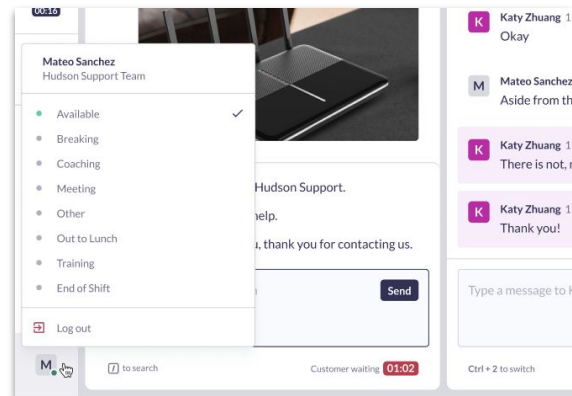 00:16
Mateo Sanchez
Hudson Support Team
Available
Breaking
Coaching
Meeting
Other
Out to Lunch
Training
End of Shift
Log out
M
Hudson Support.
thank you for contacting us.
Send
/ to search
Customer waiting 01:02
K
Katy Zhuang 1
Okay
M
Mateo Sanchez
Aside from th
K
Katy Zhuang 1
There is not,
K
Katy Zhuang 1
Thank you!
Type a message to K
Ctrl + 2 to switch